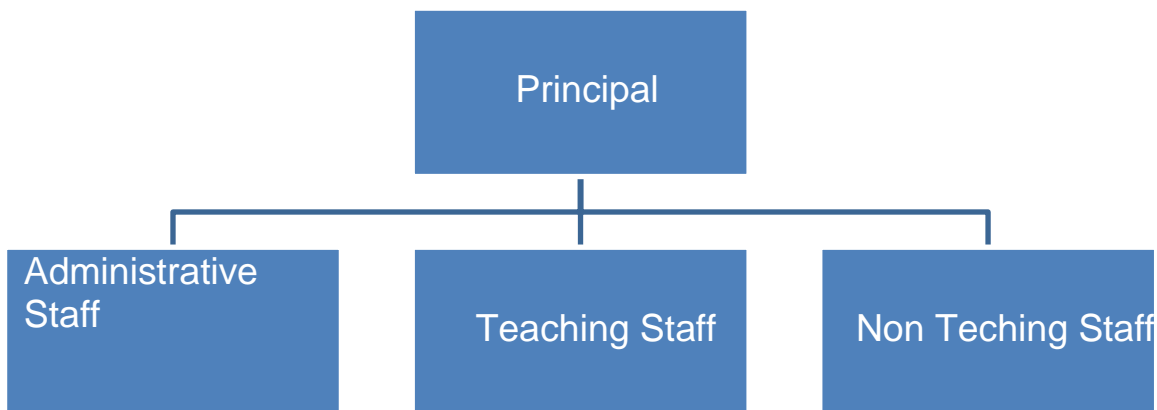 Principal
Administrative
Staff
Teaching Staff
Non Teching Staff